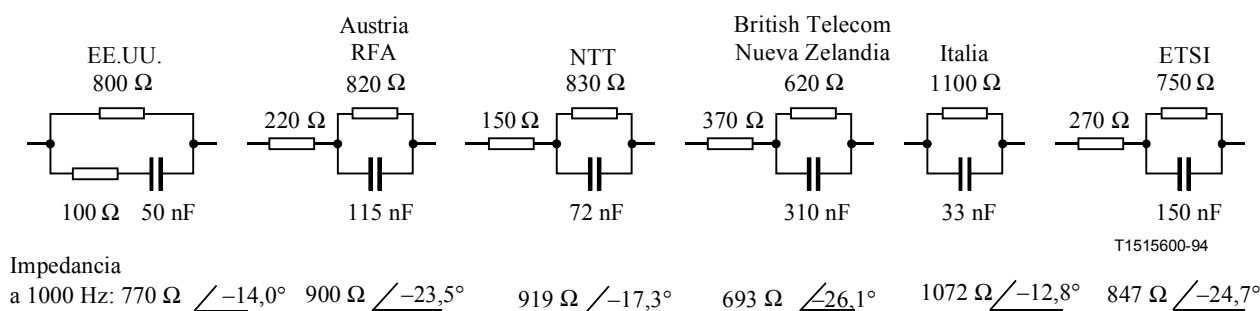 Austria
British Telecom
EE.UU. RFA NTT Nueva Zelandia Italia ETSI
800 Ω 820 Ω 830 Ω 620 Ω 1100 Ω 750 Ω
220 Ω 150 Ω 370 Ω 270 Ω
100 Ω 50 nF 115 nF 72 nF 310 nF 33 nF 150 nF
T1515600-94
Impedancia
a 1000 Hz: 770 Ω –14,0° 900 Ω –23,5° 919 Ω –17,3° 693 Ω –26,1° 1072 Ω –12,8° 847 Ω –24,7°